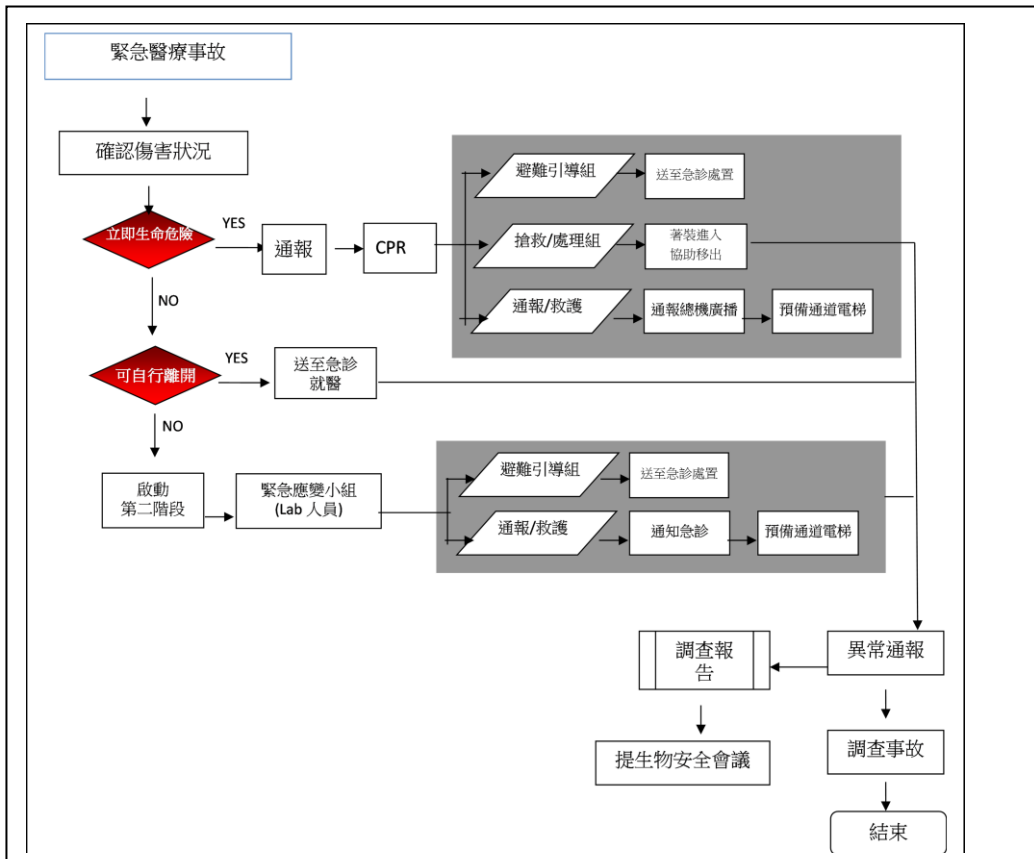 緊急醫療事故
確認傷害狀況
立即生命危險
YES
通報
CPR
避難引導組
送至急診處置
搶救/處理組
著裝進入
協助移出
通報/救護
通報總機廣播
預備通道電梯
NO
可自行離開
YES
送至急診
就醫
NO
啟動
第二階段
緊急應變小組
(Lab 人員)
避難引導組
送至急診處置
通報/救護
通知急診
預備通道電梯
異常通報
調查報
告
提生物安全會議
調查事故
結束